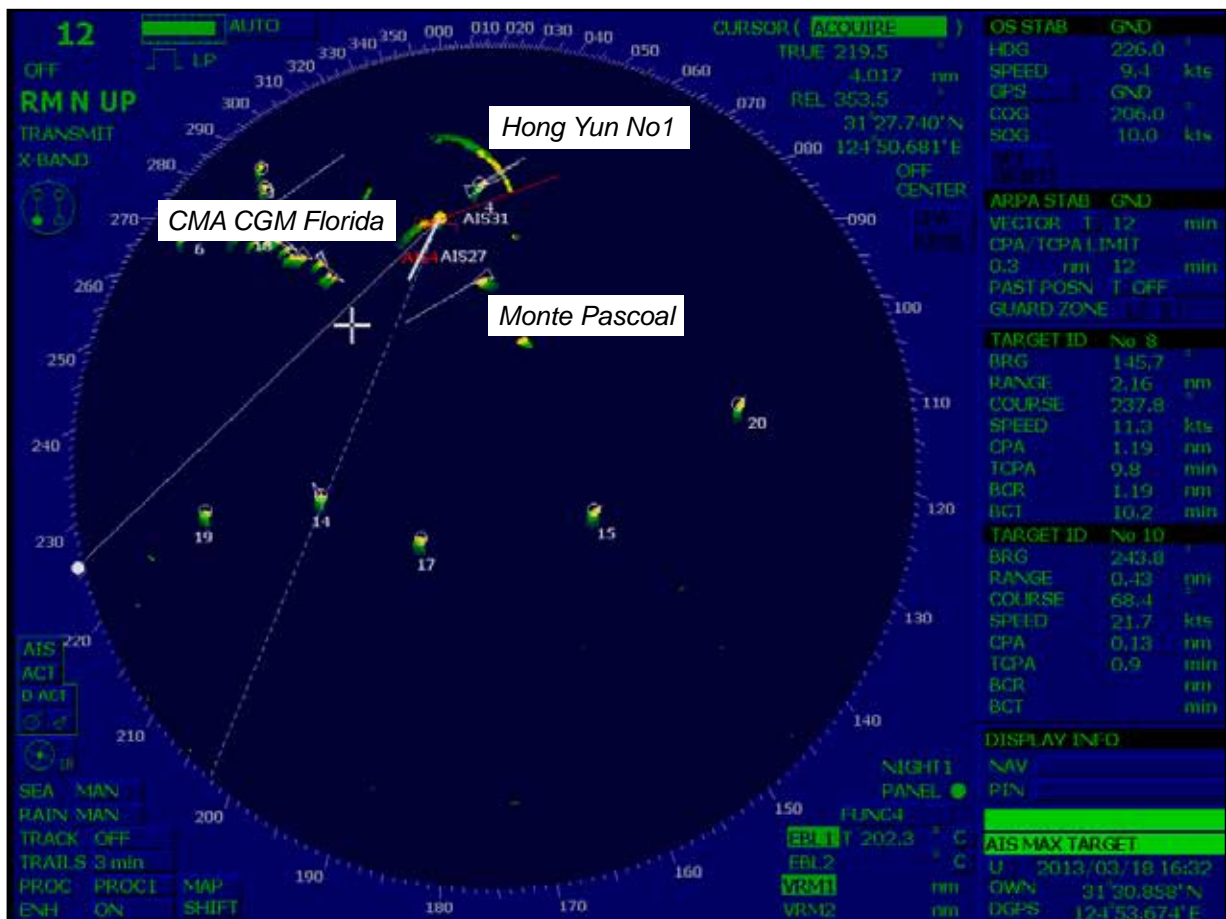 12
AUTO
LP
OFF
RM N UP
TRANSMIT
X-BAND
000
010
020
030
040
050
060
070
080
090
100
110
120
130
140
150
160
170
180
190
200
210
220
230
240
250
260
270
280
290
300
310
320
330
340
350
CURSOR ( ACQUIRE )
TRUE 219.5 °
4.017 nm
REL 353.5 °
31°27.740'N
124°50.681'E
OFF
CENTER
Hong Yun No1
CMA CGM Florida
Monte Pascoal
4
AIS31
AIS27
6
14
15
17
19
20
AIS
ACT
D ACT
IR
SEA MAN
RAIN MAN
TRACK OFF
TRAILS 3 min
PROC PROC1 MAP
ENH ON SHIFT
NIGHT1
PANEL
FUNC4
EBL1 T 202.3 ° C
EBL2 ° C
VRM1 nm
VRM2 nm
OS STAB GND
HDG 226.0 °
SPEED 9.4 kts
GPS GND
COG 206.0 °
SOG 10.0 kts
ARPA STAB GND
VECTOR T 12 min
CPA/TCPA LIMIT
0.3 nm 12 min
PAST POSN T OFF
GUARD ZONE
TARGET ID No 8
BRG 145.7 °
RANGE 2.16 nm
COURSE 237.8 °
SPEED 11.3 kts
CPA 1.19 nm
TCPA 9.8 min
BCR 1.19 nm
BCT 10.2 min
TARGET ID No 10
BRG 243.8 °
RANGE 0.43 nm
COURSE 68.4 °
SPEED 21.7 kts
CPA 0.13 nm
TCPA 0.9 min
BCR nm
BCT min
DISPLAY INFO
NAV
PIN
AIS MAX TARGET
U 2013/03/18 16:32
OWN 31°30.858'N
DGPS 124°53.674'E